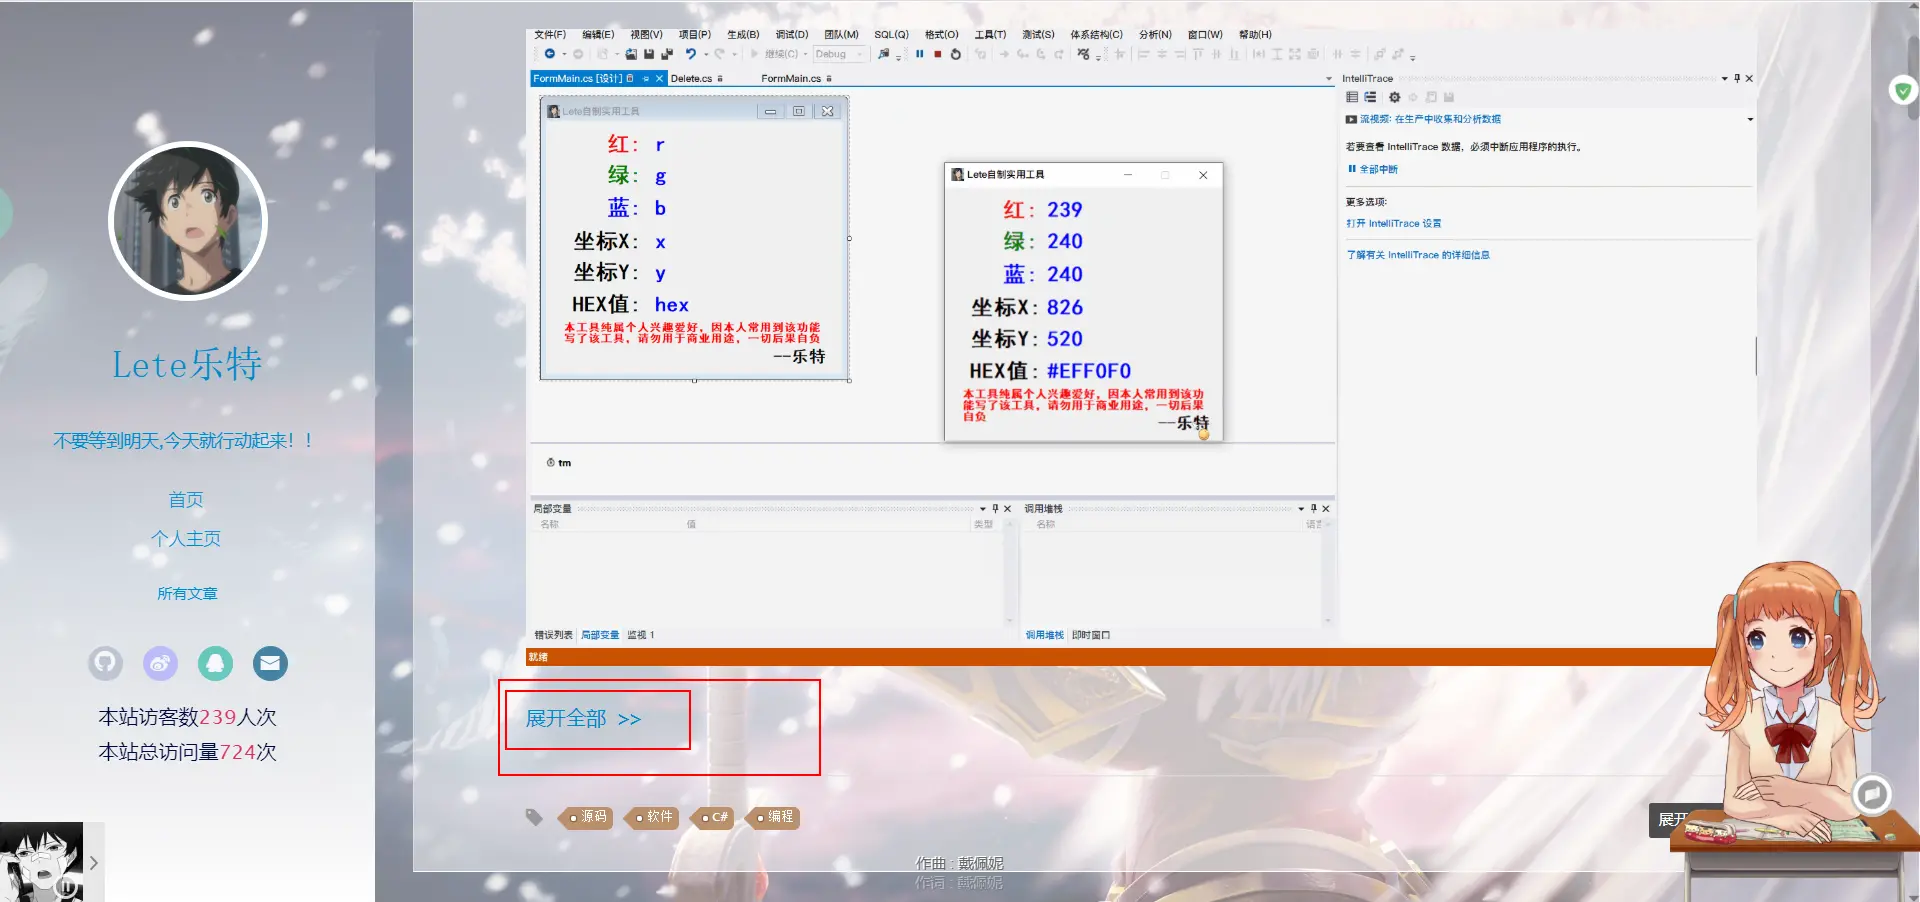 Lete乐特
不要等到明天,今天就行动起来！！
首页
个人主页
所有文章
本站访客数239人次
本站总访问量724次
文件(F) 编辑(E) 视图(V) 项目(P) 生成(B) 调试(D) 团队(M) SQL(Q) 格式(O) 工具(T) 测试(S) 体系结构(C) 分析(N) 窗口(W) 帮助(H)
继续(C) Debug
FormMain.cs [设计] Delete.cs FormMain.cs
Lete自制实用工具
红： r
绿： g
蓝： b
坐标X： x
坐标Y： y
HEX值： hex
本工具纯属个人兴趣爱好，因本人常用到该功能
写了该工具，请勿用于商业用途，一切后果自负
--乐特
Lete自制实用工具
红： 239
绿： 240
蓝： 240
坐标X： 826
坐标Y： 520
HEX值： #EFF0F0
本工具纯属个人兴趣爱好，因本人常用到该功
能写了该工具，请勿用于商业用途，一切后果
自负
--乐特
tm
IntelliTrace
流视频: 在生产中收集和分析数据
若要查看 IntelliTrace 数据，必须中断应用程序的执行。
全部中断
更多选项:
打开 IntelliTrace 设置
了解有关 IntelliTrace 的详细信息
局部变量
名称 值 类型
错误列表 局部变量 监视 1
调用堆栈
名称 语言
调用堆栈 即时窗口
就绪
展开全部 >>
源码 软件 C# 编程
展开
作曲 : 戴佩妮
作词 : 戴佩妮